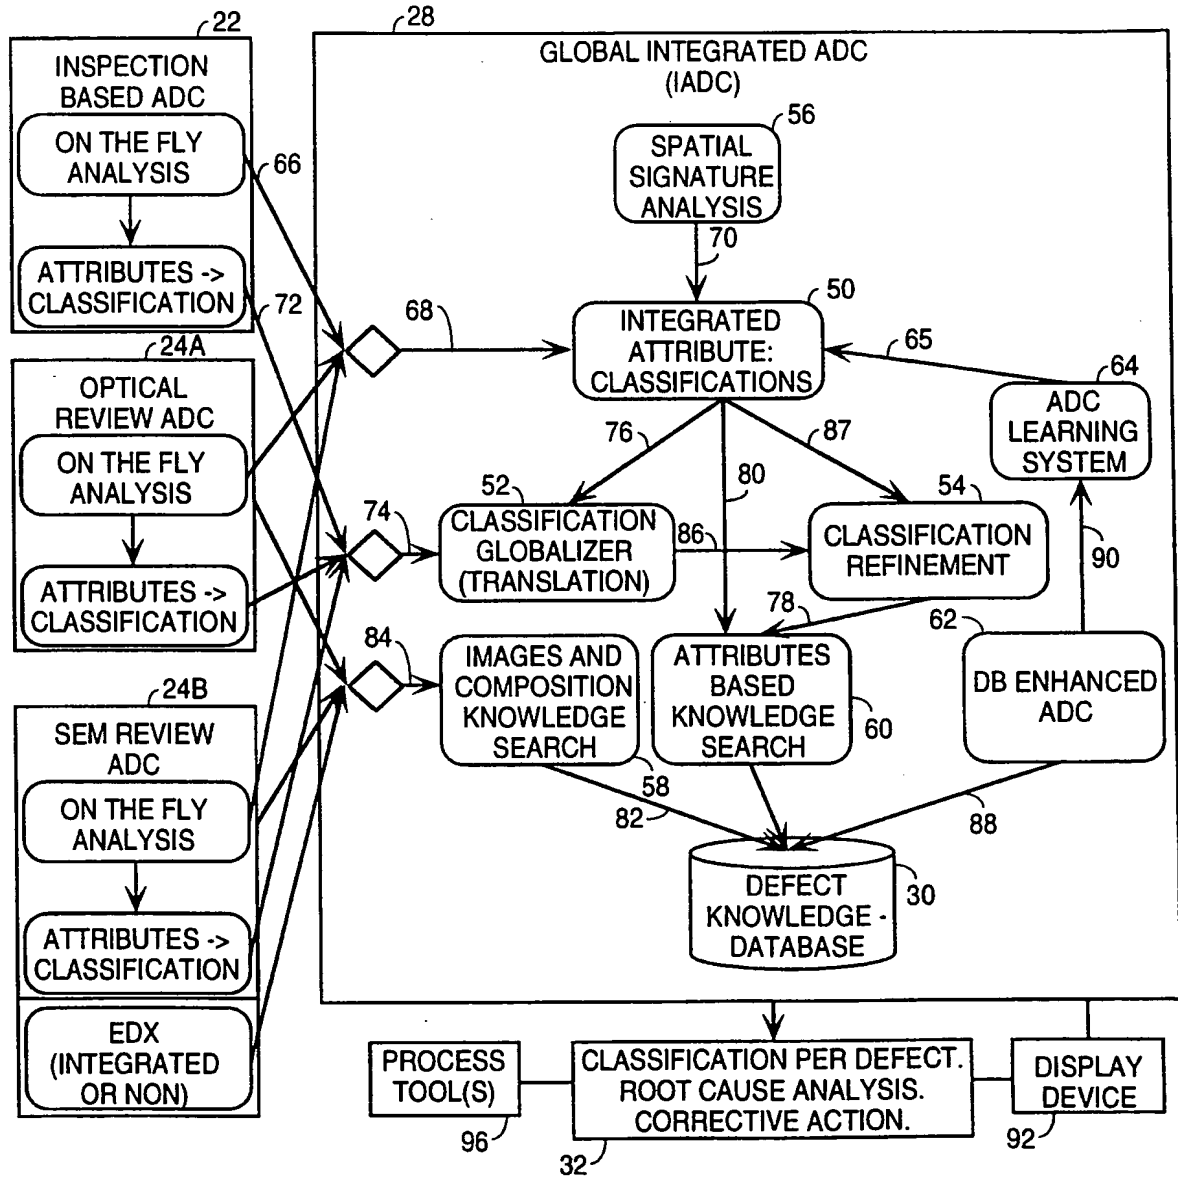 22
INSPECTION
BASED ADC
ON THE FLY
ANALYSIS
ATTRIBUTES ->
CLASSIFICATION
24A
OPTICAL
REVIEW ADC
ON THE FLY
ANALYSIS
ATTRIBUTES ->
CLASSIFICATION
24B
SEM REVIEW
ADC
ON THE FLY
ANALYSIS
ATTRIBUTES ->
CLASSIFICATION
EDX
(INTEGRATED
OR NON)
66
72
28
GLOBAL INTEGRATED ADC
(IADC)
56
SPATIAL
SIGNATURE
ANALYSIS
70
50
68
INTEGRATED
ATTRIBUTE:
CLASSIFICATIONS
65
64
ADC
LEARNING
SYSTEM
76
87
80
52
54
74
CLASSIFICATION
GLOBALIZER
(TRANSLATION)
86
CLASSIFICATION
REFINEMENT
90
78
62
84
IMAGES AND
COMPOSITION
KNOWLEDGE
SEARCH
ATTRIBUTES
BASED
KNOWLEDGE
SEARCH
60
DB ENHANCED
ADC
58
82
88
30
DEFECT
KNOWLEDGE -
DATABASE
PROCESS
TOOL(S)
96
CLASSIFICATION PER DEFECT.
ROOT CAUSE ANALYSIS.
CORRECTIVE ACTION.
32
DISPLAY
DEVICE
92